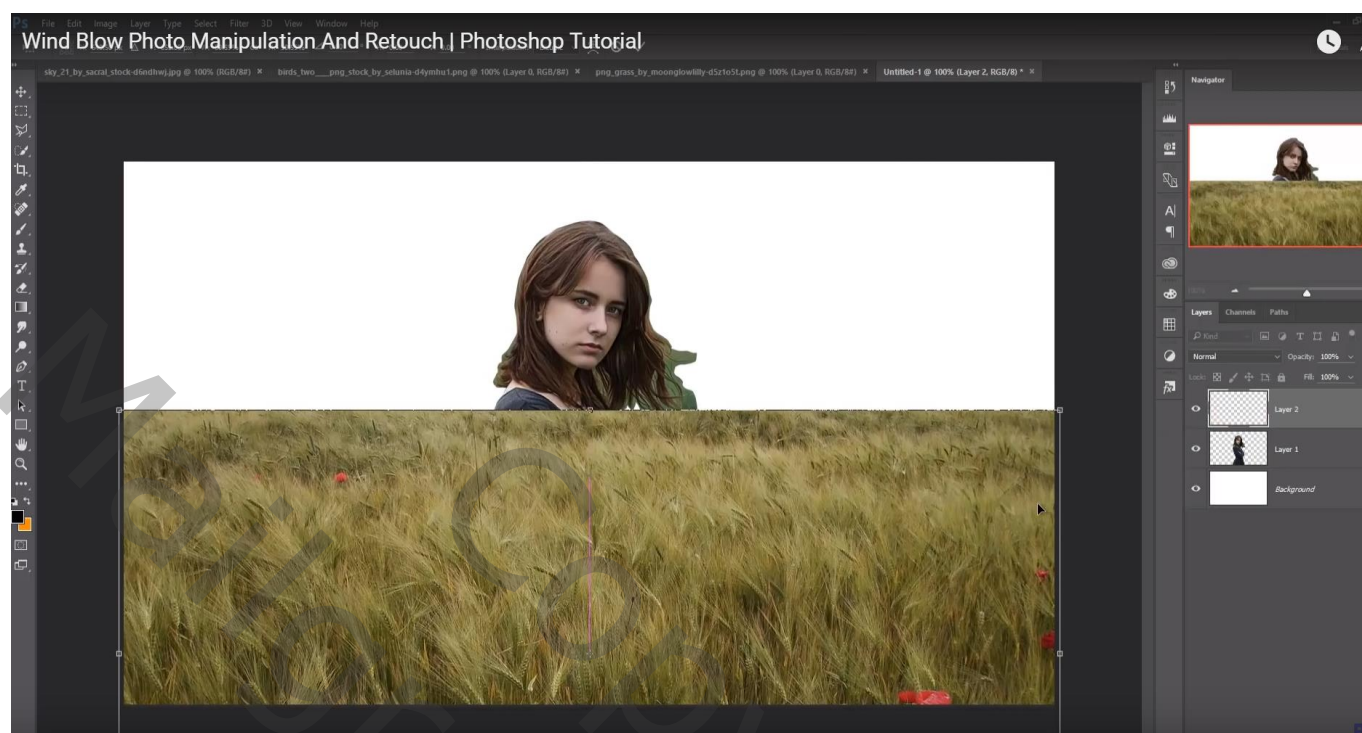 Ps File Edit Image Layer Type Select Filter 3D View Window Help
Wind Blow Photo Manipulation And Retouch | Photoshop Tutorial
sky_21_by_sacral_stock-d6ndhwj.jpg @ 100% (RGB/8#) × birds_two___png_stock_by_selunia-d4ymhu1.png @ 100% (Layer 0, RGB/8#) × png_grass_by_moonglowlilly-d5z1o5t.png @ 100% (Layer 0, RGB/8#) × Untitled-1 @ 100% (Layer 2, RGB/8) * ×
Navigator
Layers Channels Paths
Kind
Normal Opacity: 100%
Lock: Fill: 100%
Layer 2
Layer 1
Background